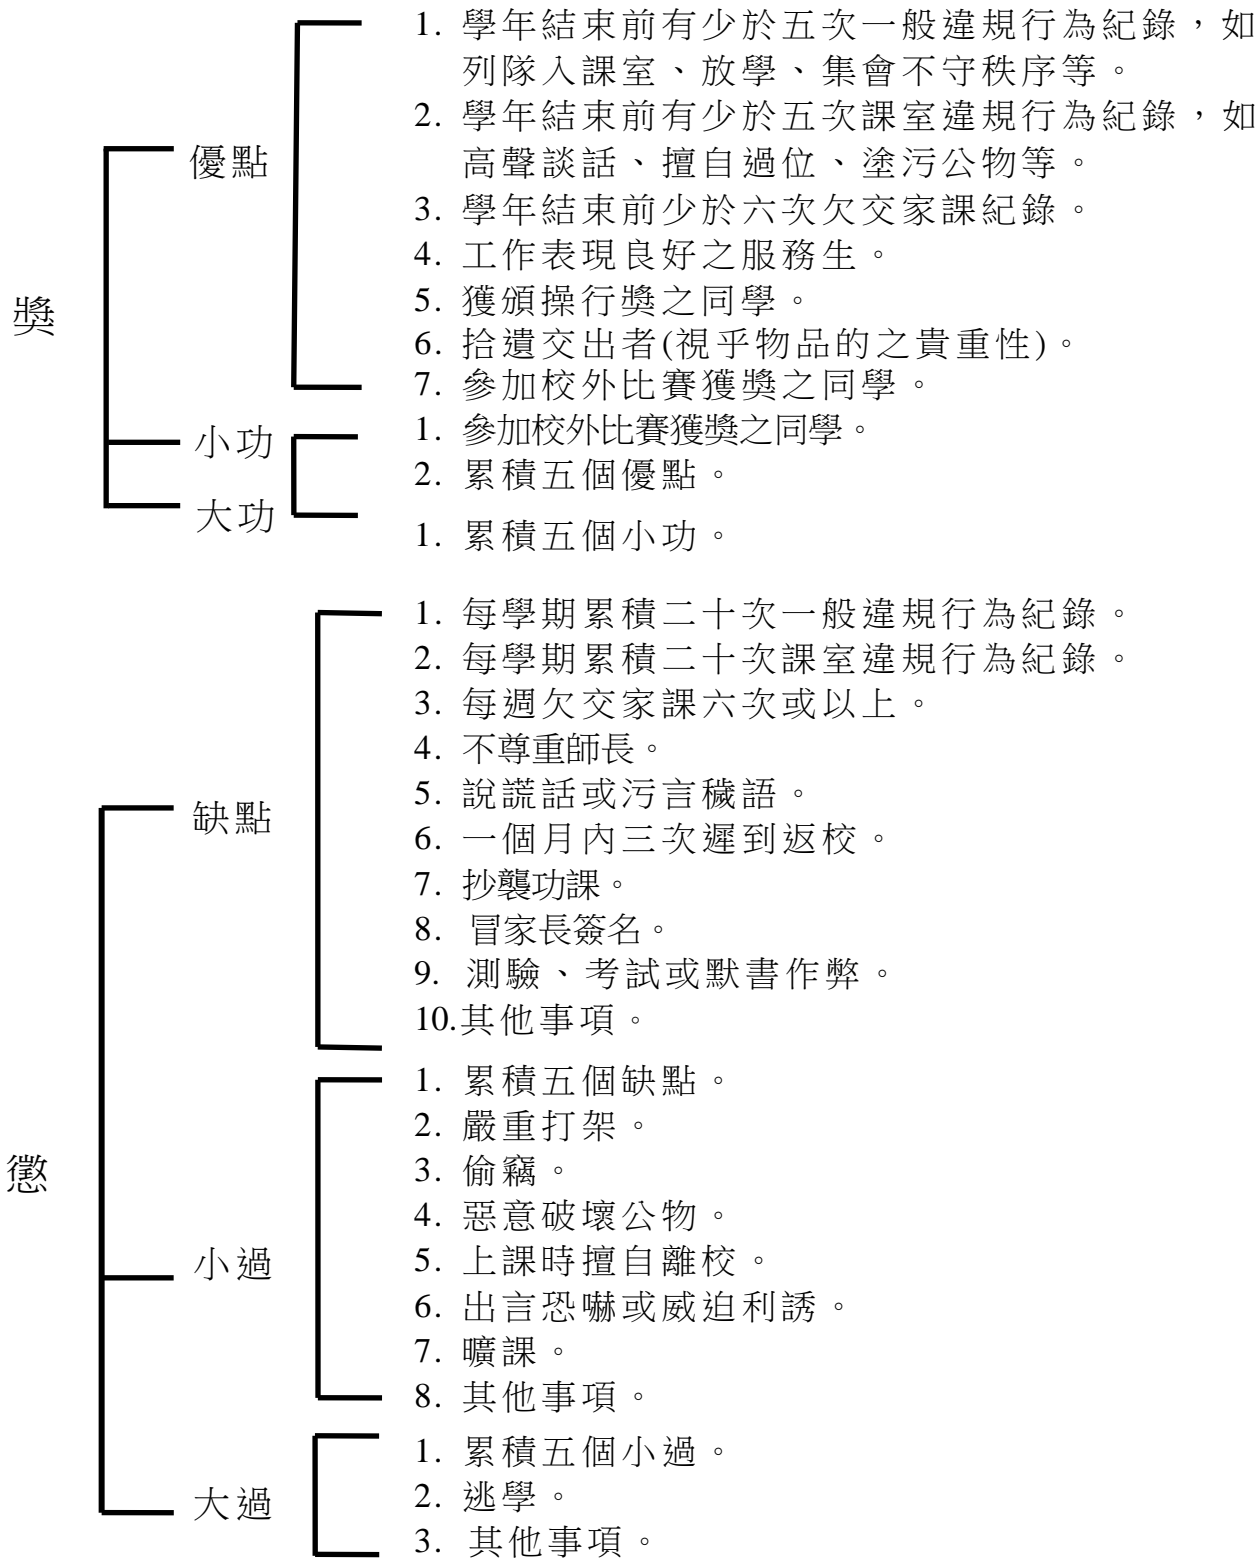 獎
優點
1. 學年結束前有少於五次一般違規行為紀錄，如
列隊入課室、放學、集會不守秩序等。
2. 學年結束前有少於五次課室違規行為紀錄，如
高聲談話、擅自過位、塗污公物等。
3. 學年結束前少於六次欠交家課紀錄。
4. 工作表現良好之服務生。
5. 獲頒操行獎之同學。
6. 拾遺交出者(視乎物品的之貴重性)。
7. 參加校外比賽獲獎之同學。
小功
1. 參加校外比賽獲獎之同學。
2. 累積五個優點。
大功
1. 累積五個小功。
懲
缺點
1. 每學期累積二十次一般違規行為紀錄。
2. 每學期累積二十次課室違規行為紀錄。
3. 每週欠交家課六次或以上。
4. 不尊重師長。
5. 說謊話或污言穢語。
6. 一個月內三次遲到返校。
7. 抄襲功課。
8. 冒家長簽名。
9. 測驗、考試或默書作弊。
10.其他事項。
小過
1. 累積五個缺點。
2. 嚴重打架。
3. 偷竊。
4. 惡意破壞公物。
5. 上課時擅自離校。
6. 出言恐嚇或威迫利誘。
7. 曠課。
8. 其他事項。
大過
1. 累積五個小過。
2. 逃學。
3. 其他事項。